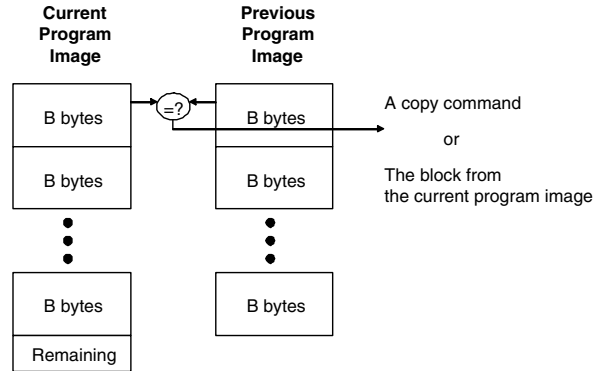 Current
Program
Image
Previous
Program
Image
=?
B bytes
B bytes
A copy command
or
B bytes
B bytes
The block from
the current program image
B bytes
B bytes
Remaining